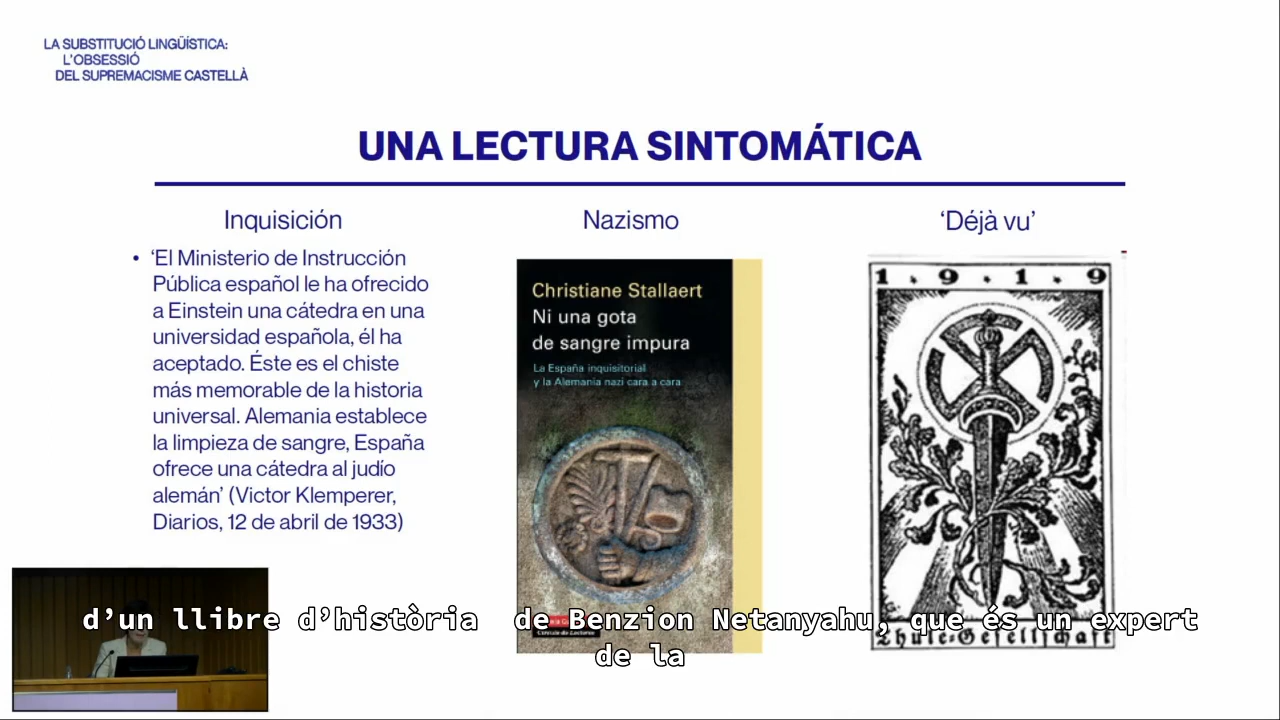 LA SUBSTITUCIÓ LINGÜÍSTICA:
L'OBSESSIÓ
DEL SUPREMACISME CASTELLÀ
UNA LECTURA SINTOMÁTICA
Inquisición
• ‘El Ministerio de Instrucción
Pública español le ha ofrecido
a Einstein una cátedra en una
universidad española, él ha
aceptado. Éste es el chiste
más memorable de la historia
universal. Alemania establece
la limpieza de sangre, España
ofrece una cátedra al judío
alemán’ (Victor Klemperer,
Diarios, 12 de abril de 1933)
Nazismo
Christiane Stallaert
Ni una gota
de sangre impura
La España inquisitorial
y la Alemania nazi cara a cara
Círculo de Lectores
‘Déjà vu’
1.9.1.9
Thule-Gesellschaft
d’un llibre d’història de Benzion Netanyahu, que és un expert
de la